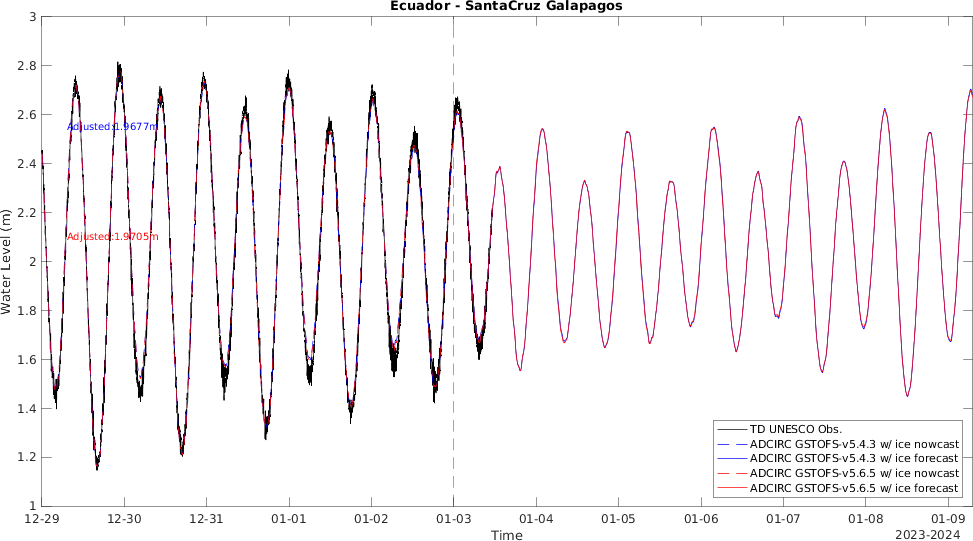 Ecuador - SantaCruz Galapagos
3
2.8
2.6
2.4
2.2
2
1.8
1.6
1.4
1.2
1
Water Level (m)
Adjusted:1.9677m
Adjusted:1.9705m
TD UNESCO Obs.
ADCIRC GSTOFS-v5.4.3 w/ ice nowcast
ADCIRC GSTOFS-v5.4.3 w/ ice forecast
ADCIRC GSTOFS-v5.6.5 w/ ice nowcast
ADCIRC GSTOFS-v5.6.5 w/ ice forecast
12-29 12-30 12-31 01-01 01-02 01-03 01-04 01-05 01-06 01-07 01-08 01-09
Time
2023-2024